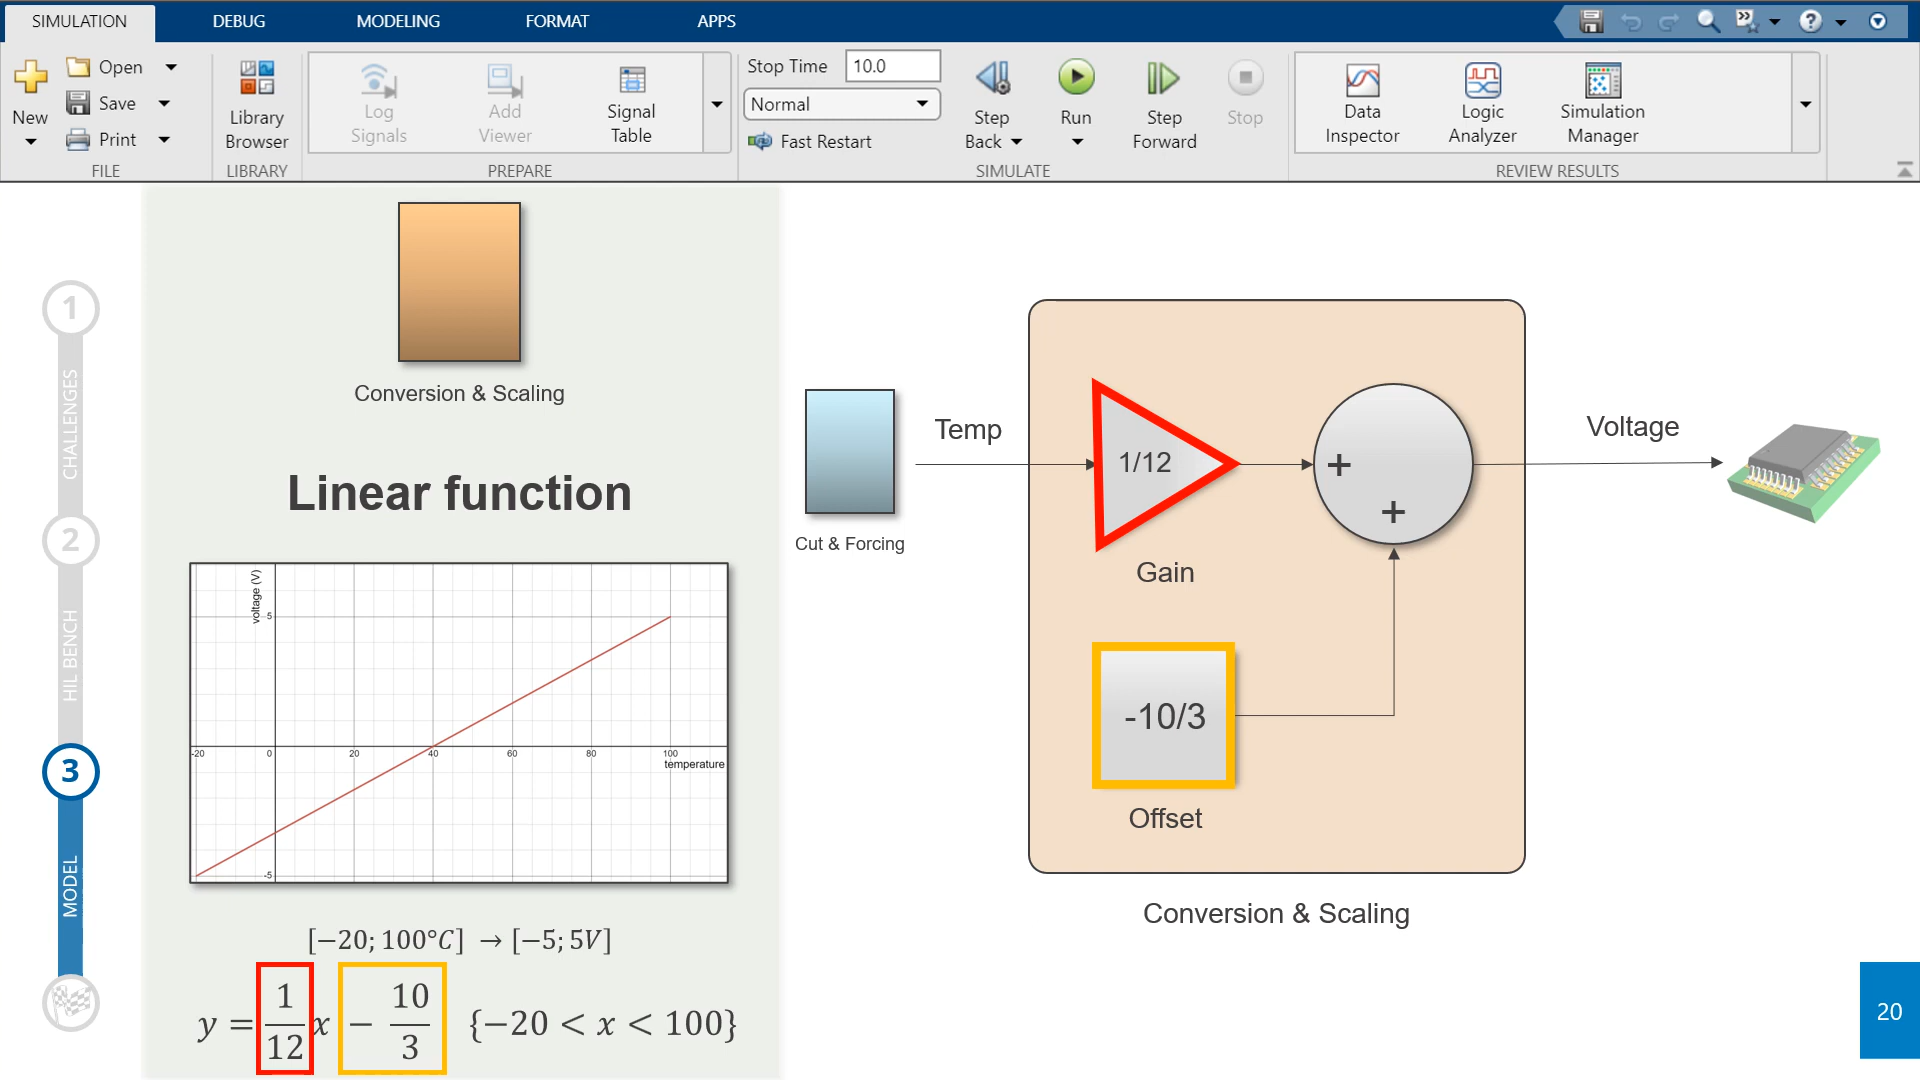 SIMULATION DEBUG MODELING FORMAT APPS
New
Open
Save
Print
FILE
Library
Browser
LIBRARY
Log
Signals
Add
Viewer
Signal
Table
PREPARE
Stop Time 10.0
Normal
Fast Restart
Step
Back
Run
Step
Forward
Stop
SIMULATE
Data
Inspector
Logic
Analyzer
Simulation
Manager
REVIEW RESULTS
1
CHALLENGES
2
HIL BENCH
3
MODEL
Conversion & Scaling
Linear function
voltage (V)
5
-20 0 20 40 60 80 100
temperature
-5
[−20; 100°C] → [−5; 5V]
y = 1/12 x − 10/3 {−20 < x < 100}
Cut & Forcing
Temp
1/12
Gain
+
+
-10/3
Offset
Conversion & Scaling
Voltage
20